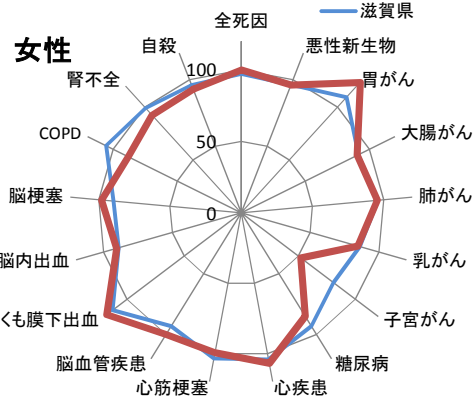 全死因
滋賀県
女性
自殺
悪性新生物
100
腎不全
胃がん
COPD
大腸がん
50
脳梗塞
肺がん
0
脳内出血
乳がん
くも膜下出血
子宮がん
脳血管疾患
糖尿病
心筋梗塞
心疾患